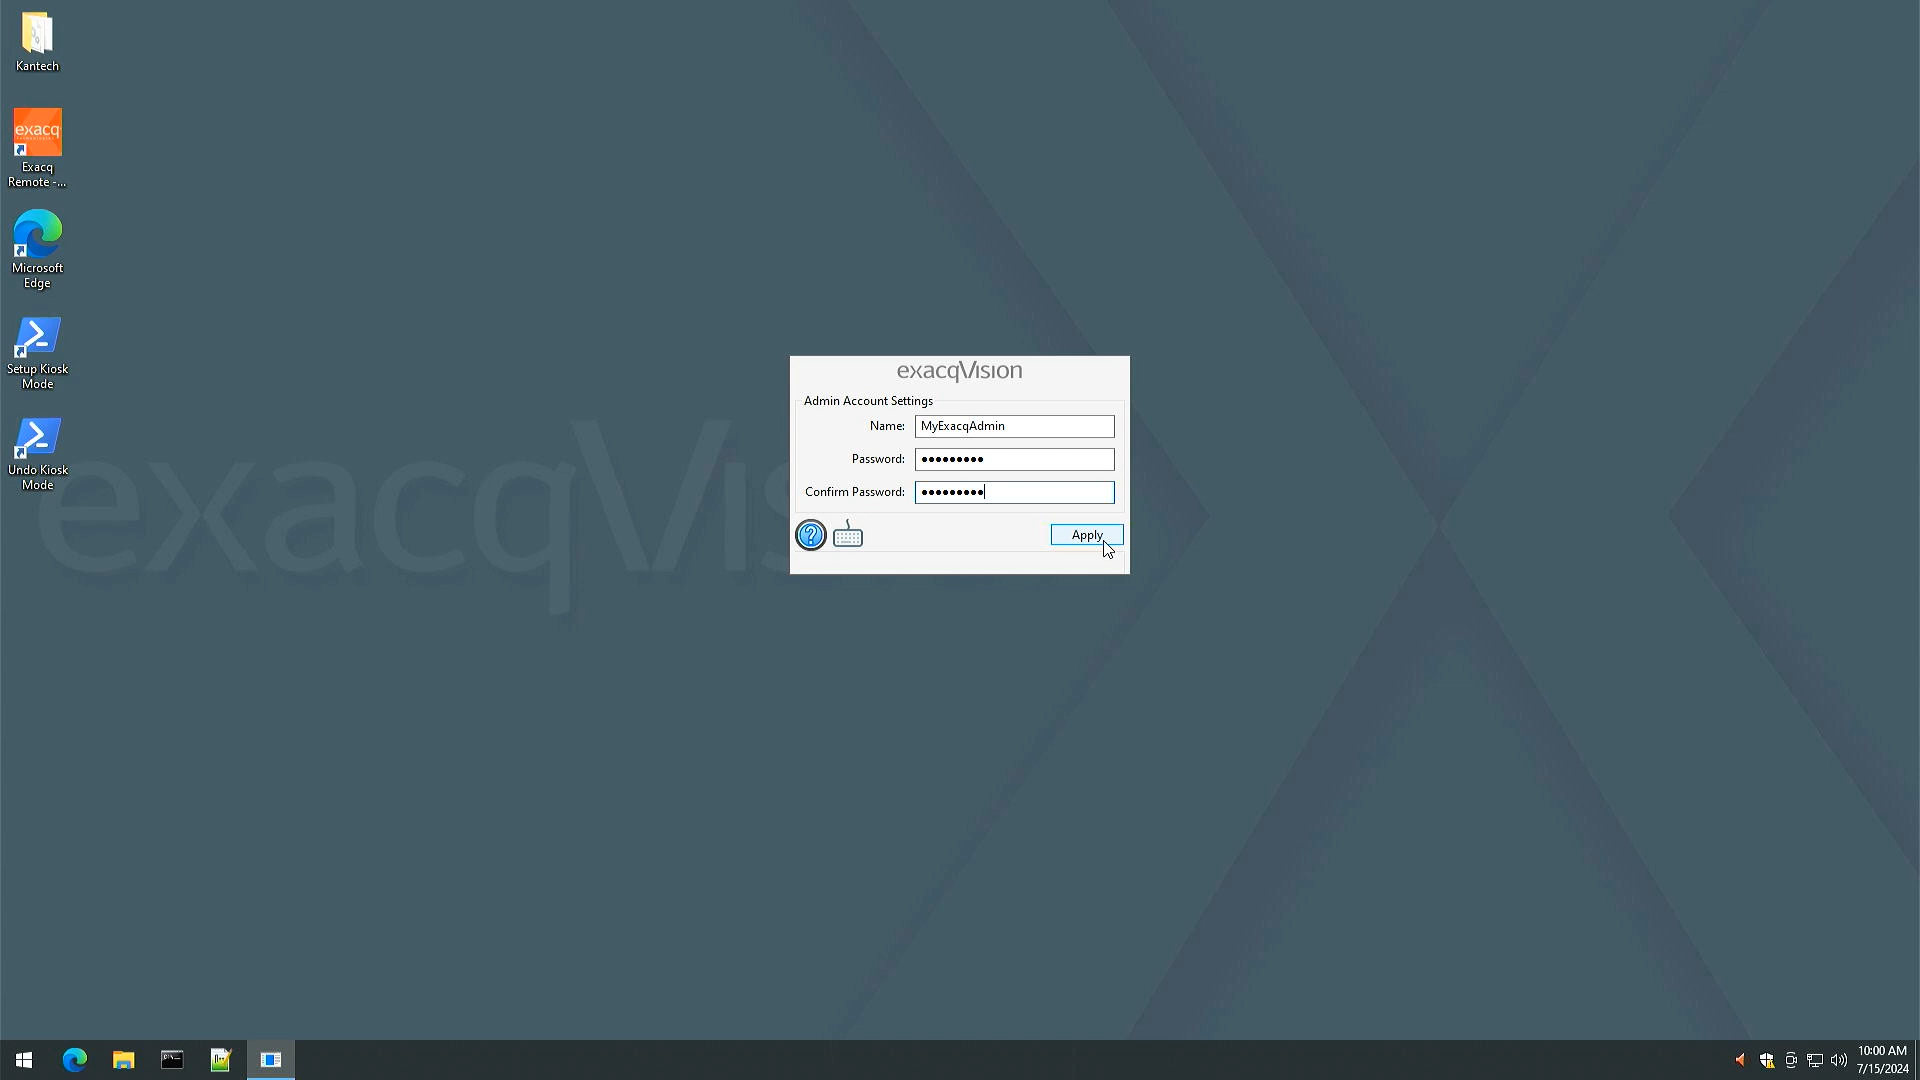 Kantech
exacq
Exacq
Remote -...
Microsoft
Edge
Setup Kiosk
Mode
Undo Kiosk
Mode
exacqVis
exacqVision
Admin Account Settings
Name: MyExacqAdmin
Password: ●●●●●●●●●
Confirm Password: ●●●●●●●●●
Apply
10:00 AM
7/15/2024